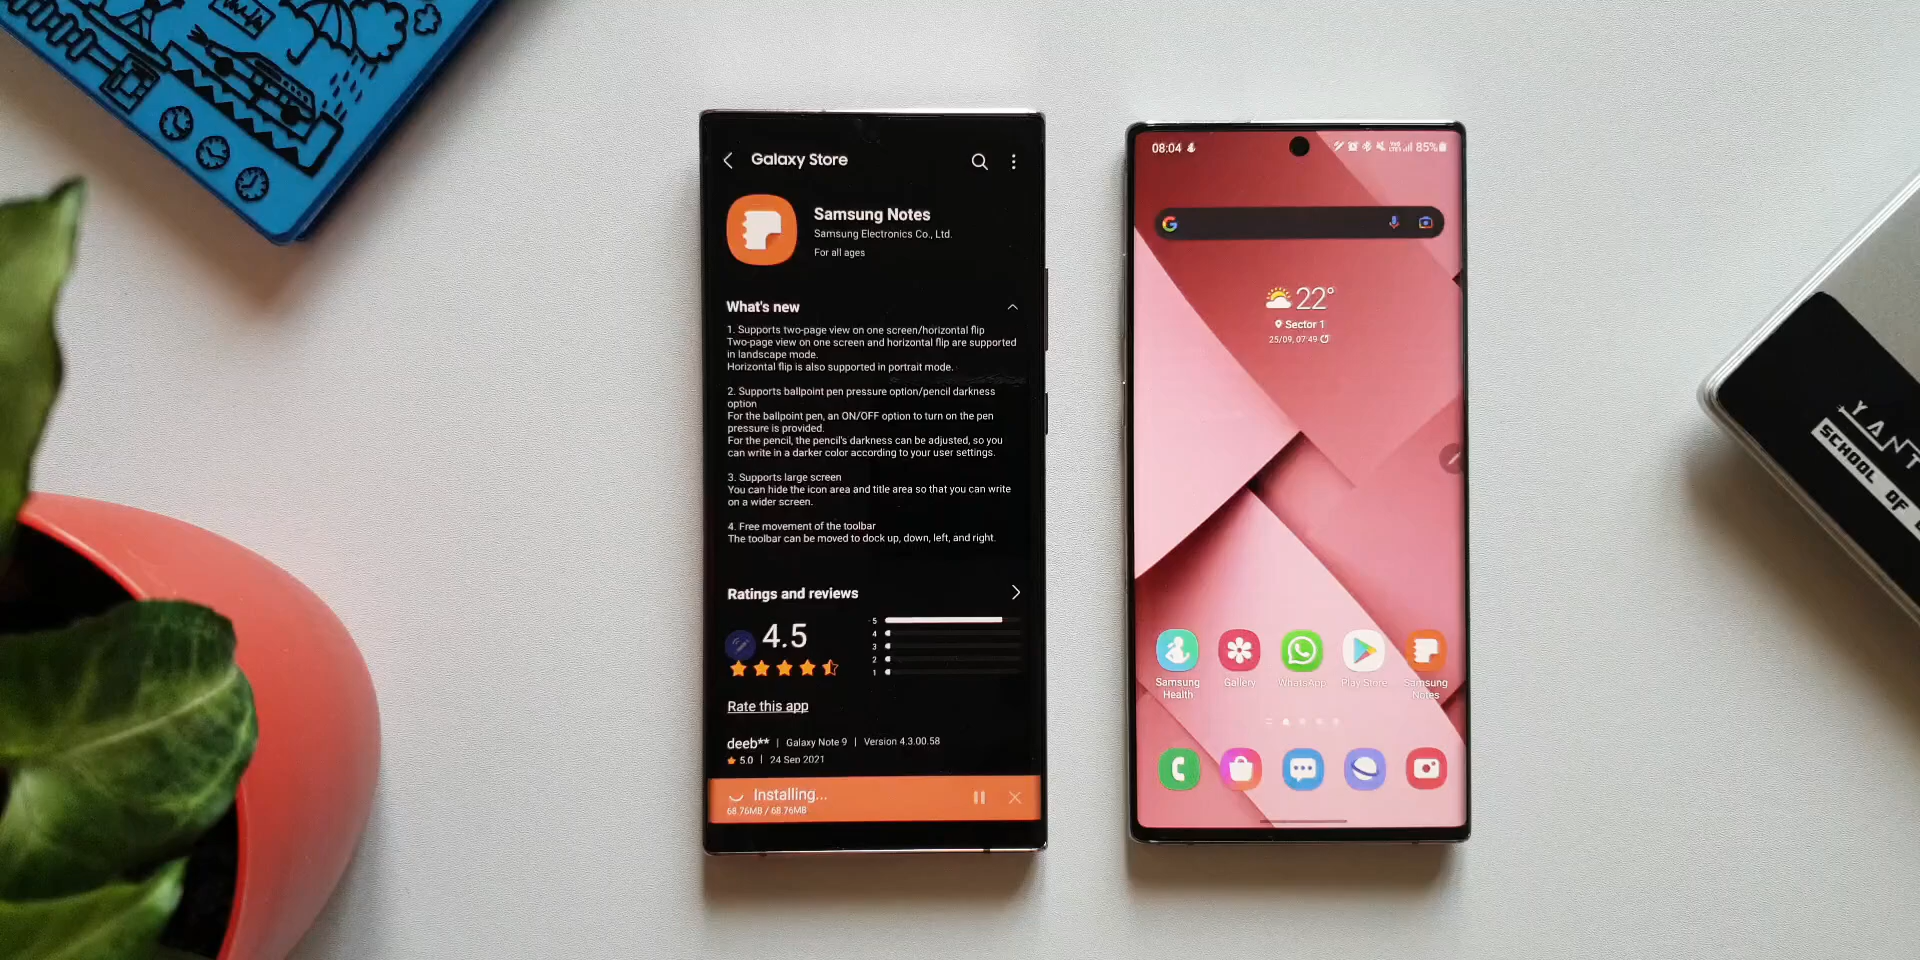 Galaxy Store
Samsung Notes
Samsung Electronics Co., Ltd.
For all ages
What's new
1. Supports two-page view on one screen/horizontal flip
Two-page view on one screen and horizontal flip are supported
in landscape mode.
Horizontal flip is also supported in portrait mode.
2. Supports ballpoint pen pressure option/pencil darkness
option
For the ballpoint pen, an ON/OFF option to turn on the pen
pressure is provided.
For the pencil, the pencil's darkness can be adjusted, so you
can write in a darker color according to your user settings.
3. Supports large screen
You can hide the icon area and title area so that you can write
on a wider screen.
4. Free movement of the toolbar
The toolbar can be moved to dock up, down, left, and right.
Ratings and reviews
4.5
5
4
3
2
1
Rate this app
deeb** | Galaxy Note 9 | Version 4.3.00.58
5.0 | 24 Sep 2021
Installing...
68.76MB / 68.76MB
08:04
85%
22°
Sector 1
25/09, 07:49
Samsung
Health
Gallery
WhatsApp
Play Store
Samsung
Notes
SCHOOL OF